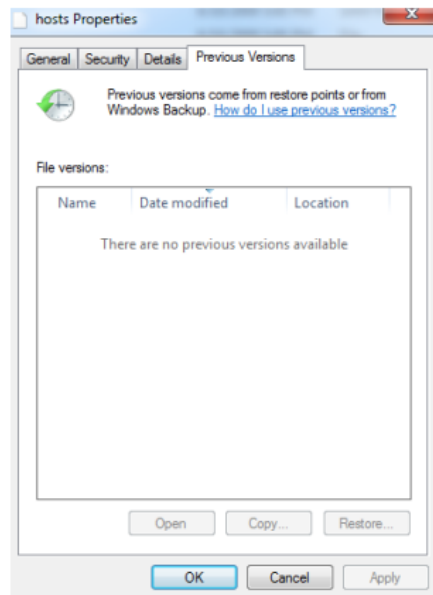 hosts Properties
General Security Details Previous Versions
Previous versions come from restore points or from
Windows Backup. How do I use previous versions?
File versions:
Name Date modified Location
There are no previous versions available
Open Copy... Restore...
OK Cancel Apply